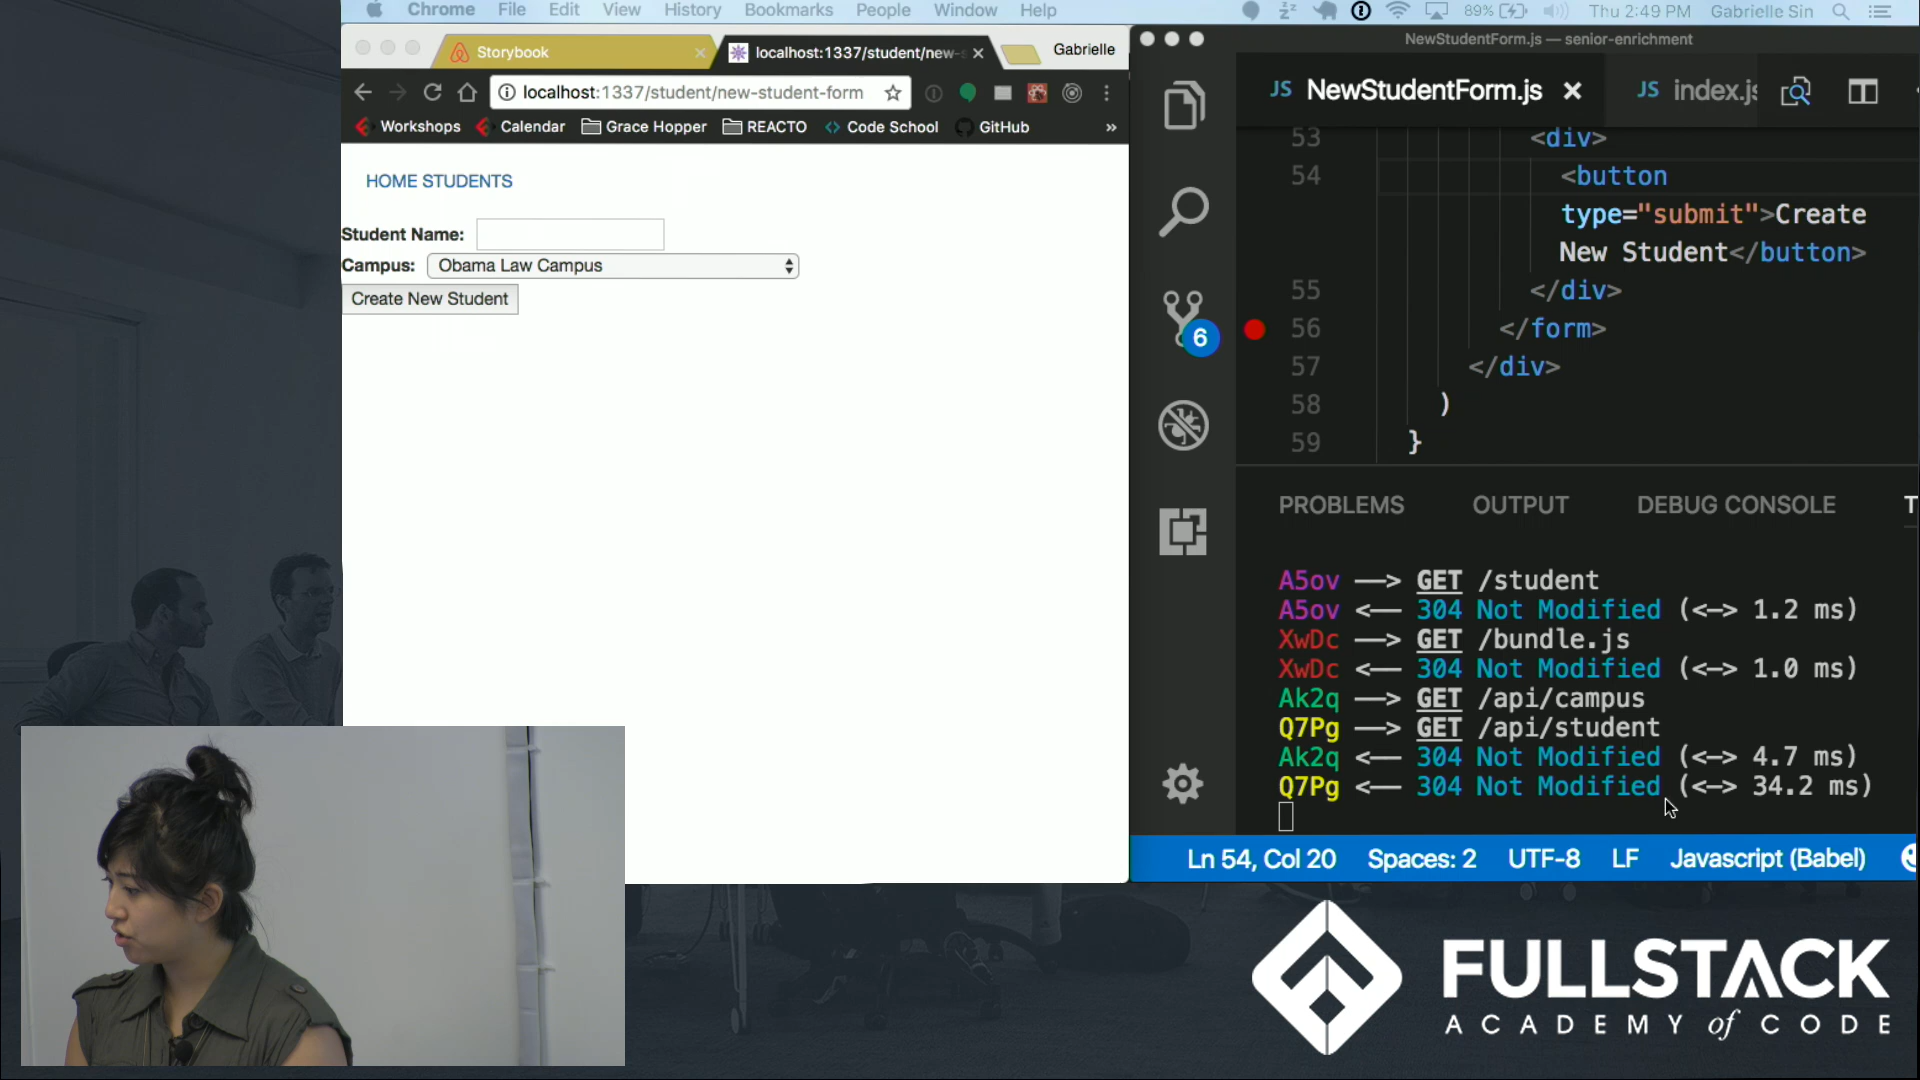 Chrome File Edit View History Bookmarks People Window Help 89% Thu 2:49 PM Gabrielle Sin
Storybook
localhost:1337/student/new-
Gabrielle
localhost:1337/student/new-student-form
Workshops Calendar Grace Hopper REACTO Code School GitHub »
HOME STUDENTS
Student Name:
Campus: Obama Law Campus
Create New Student
NewStudentForm.js — senior-enrichment
JS NewStudentForm.js JS index.js
53 <div>
54 <button
type="submit">Create
New Student</button>
55 </div>
56 </form>
57 </div>
58 )
59 }
6
PROBLEMS OUTPUT DEBUG CONSOLE T
A5ov —> GET /student
A5ov <— 304 Not Modified (<—> 1.2 ms)
XwDc —> GET /bundle.js
XwDc <— 304 Not Modified (<—> 1.0 ms)
Ak2q —> GET /api/campus
Q7Pg —> GET /api/student
Ak2q <— 304 Not Modified (<—> 4.7 ms)
Q7Pg <— 304 Not Modified (<—> 34.2 ms)
Ln 54, Col 20 Spaces: 2 UTF-8 LF Javascript (Babel)
FULLSTACK
ACADEMY of CODE